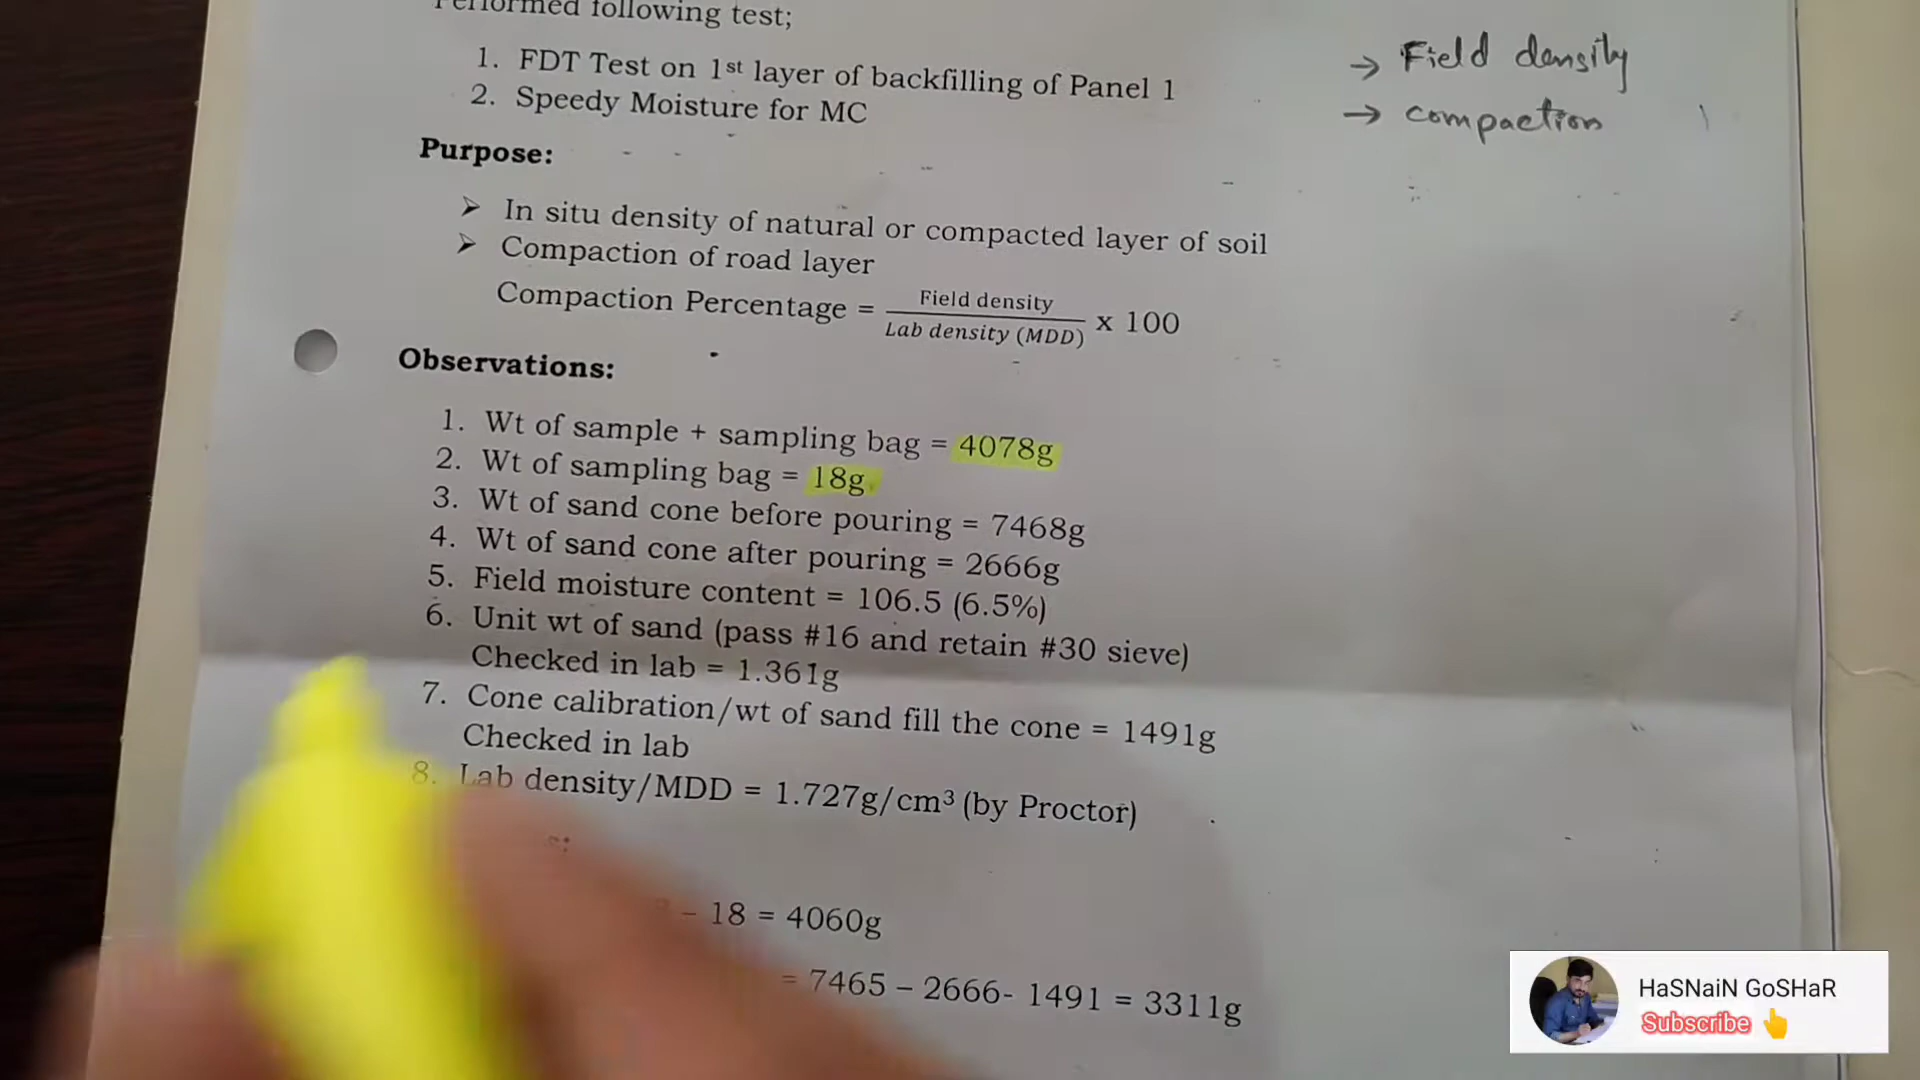 Performed following test;
1. FDT Test on 1st layer of backfilling of Panel 1
2. Speedy Moisture for MC
→ Field density
→ compaction
Purpose:
➢ In situ density of natural or compacted layer of soil
➢ Compaction of road layer
Compaction Percentage = Field density / Lab density (MDD) x 100
Observations:
1. Wt of sample + sampling bag = 4078g
2. Wt of sampling bag = 18g
3. Wt of sand cone before pouring = 7468g
4. Wt of sand cone after pouring = 2666g
5. Field moisture content = 106.5 (6.5%)
6. Unit wt of sand (pass #16 and retain #30 sieve)
Checked in lab = 1.361g
7. Cone calibration/wt of sand fill the cone = 1491g
Checked in lab
8. Lab density/MDD = 1.727g/cm³ (by Proctor)
– 18 = 4060g
= 7465 – 2666- 1491 = 3311g
HaSNaiN GoSHaR
Subscribe